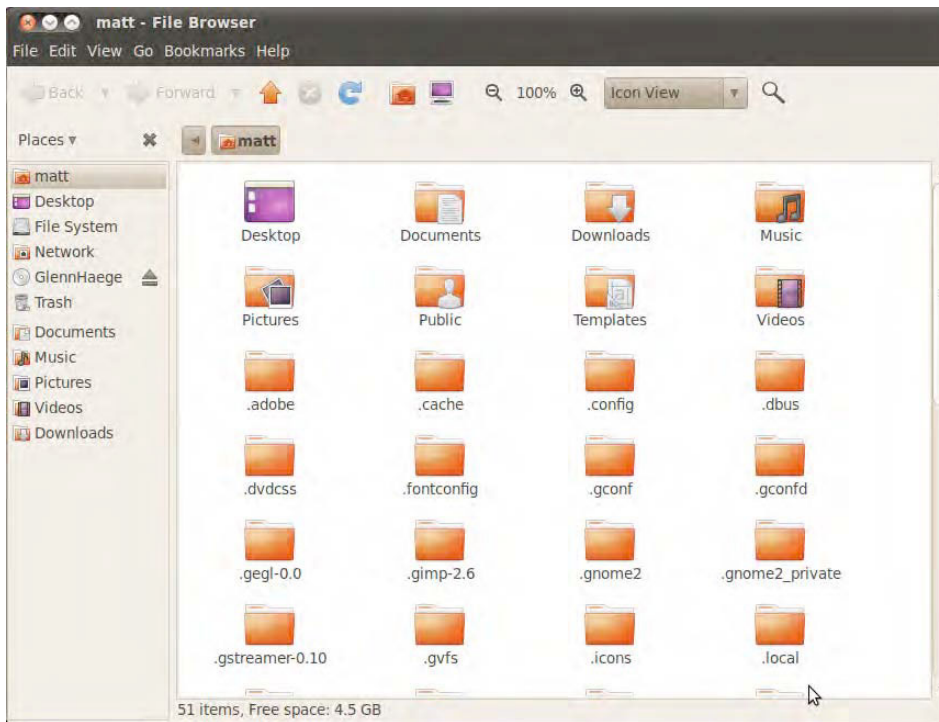 matt - File Browser
File Edit View Go Bookmarks Help
Back Forward 100% Icon View
Places matt
matt
Desktop
File System
Network
GlennHaege
Trash
Documents
Music
Pictures
Videos
Downloads
Desktop Documents Downloads Music
Pictures Public Templates Videos
.adobe .cache .config .dbus
.dvdcss .fontconfig .gconf .gconfd
.gegl-0.0 .gimp-2.6 .gnome2 .gnome2_private
.gstreamer-0.10 .gvfs .icons .local
51 items, Free space: 4.5 GB